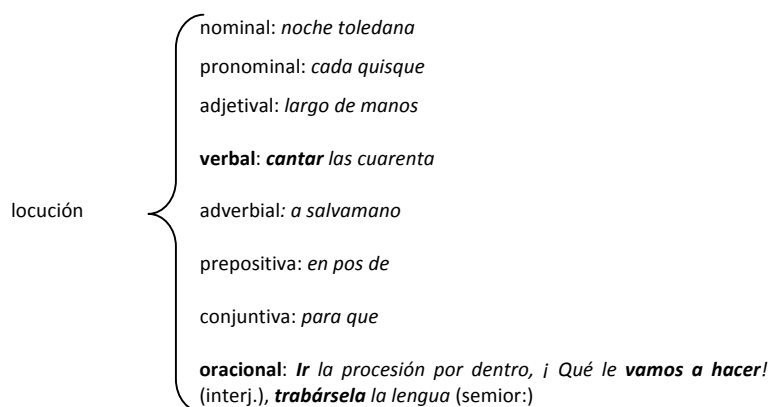 nominal: noche toledana
pronominal: cada quisque
adjetival: largo de manos
verbal: cantar las cuarenta
locución
adverbial: a salvamano
prepositiva: en pos de
conjuntiva: para que
oracional: Ir la procesión por dentro, ¡ Qué le vamos a hacer!
(interj.), trabársela la lengua (semior:)